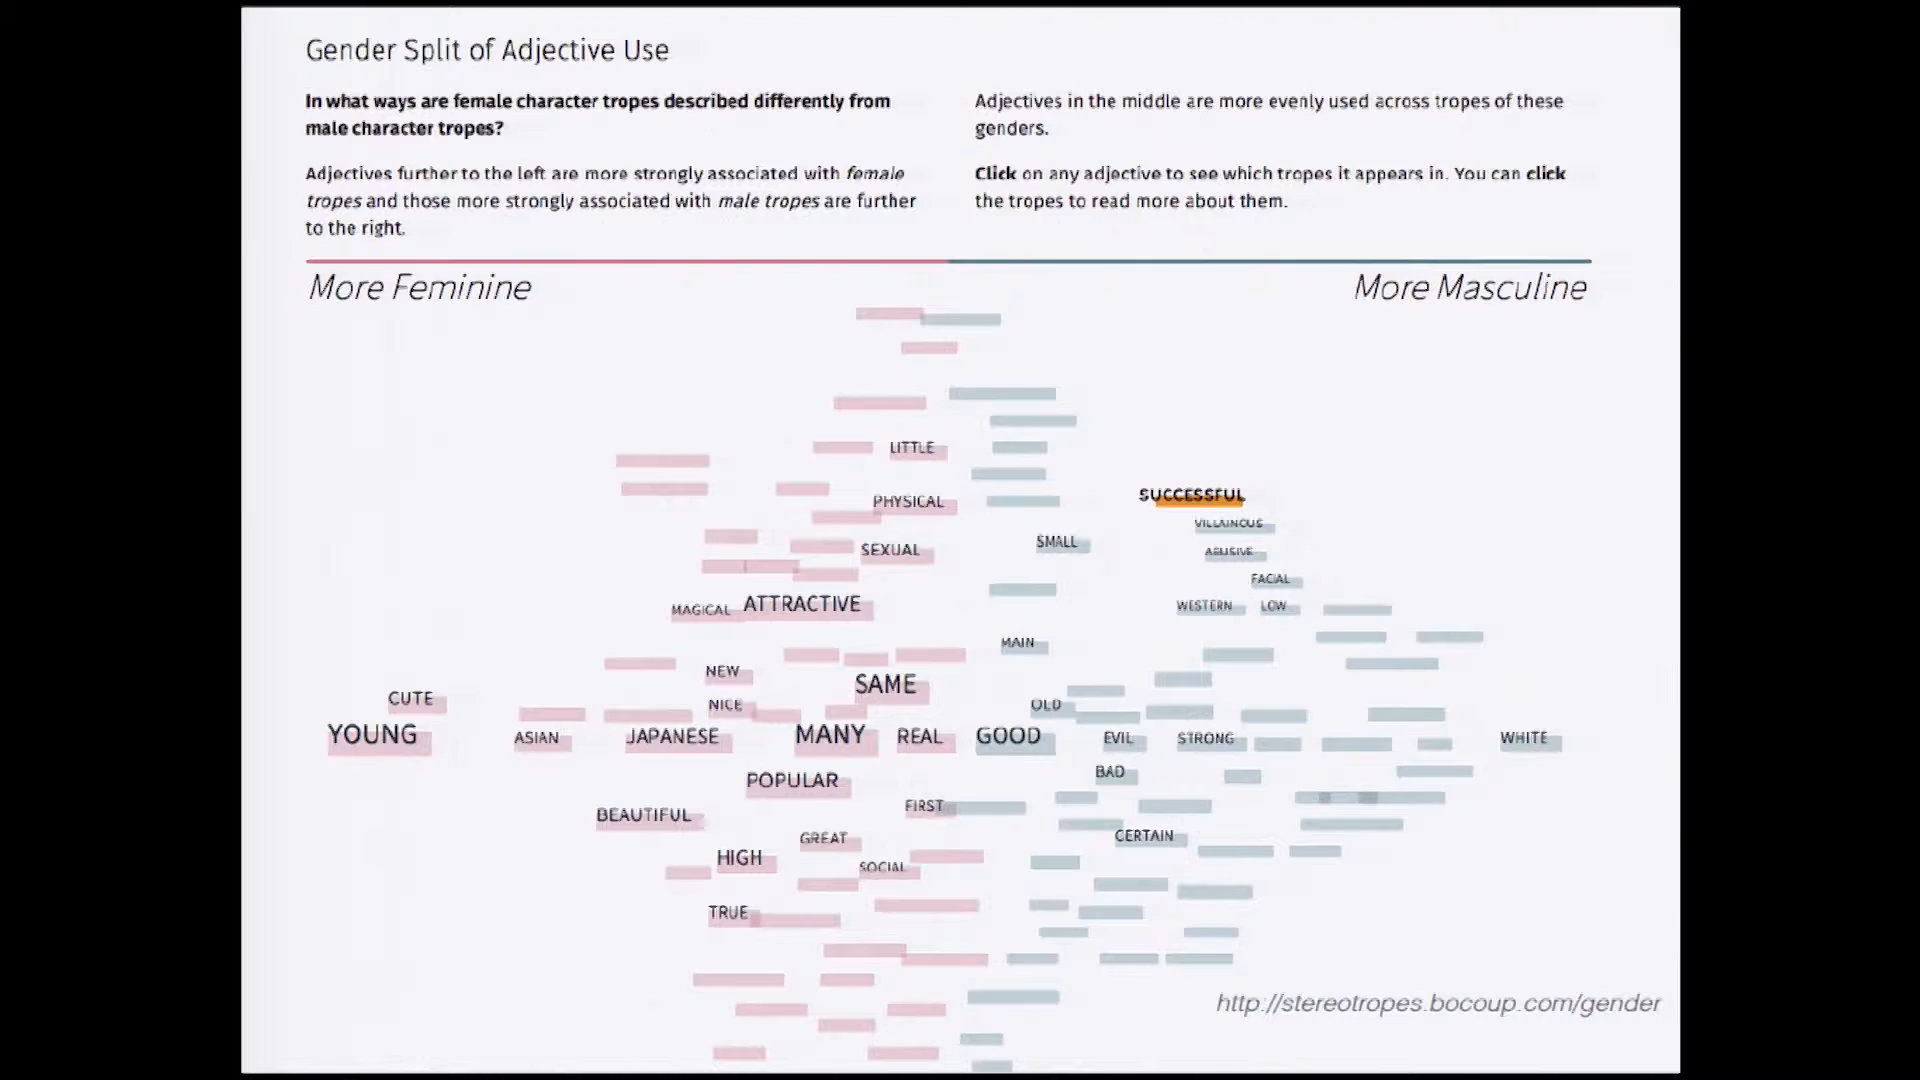 Gender Split of Adjective Use
In what ways are female character tropes described differently from
male character tropes?
Adjectives further to the left are more strongly associated with female
tropes and those more strongly associated with male tropes are further
to the right.
Adjectives in the middle are more evenly used across tropes of these
genders.
Click on any adjective to see which tropes it appears in. You can click
the tropes to read more about them.
More Feminine
More Masculine
LITTLE
SUCCESSFUL
PHYSICAL
VILLAINOUS
SMALL
SEXUAL
ABUSIVE
FACIAL
MAGICAL
ATTRACTIVE
WESTERN
LOW
MAIN
NEW
SAME
CUTE
NICE
OLD
YOUNG
ASIAN
JAPANESE
MANY
REAL
GOOD
EVIL
STRONG
WHITE
BAD
POPULAR
FIRST
BEAUTIFUL
GREAT
CERTAIN
HIGH
SOCIAL
TRUE
http://stereotropes.bocoup.com/gender